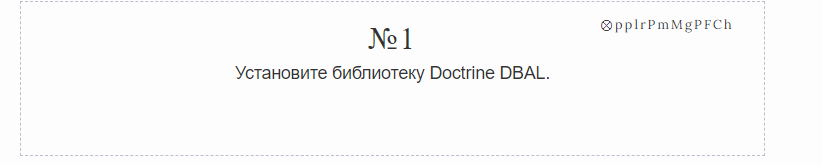 ⊗pplrPmMgPFCh
№1
Установите библиотеку Doctrine DBAL.